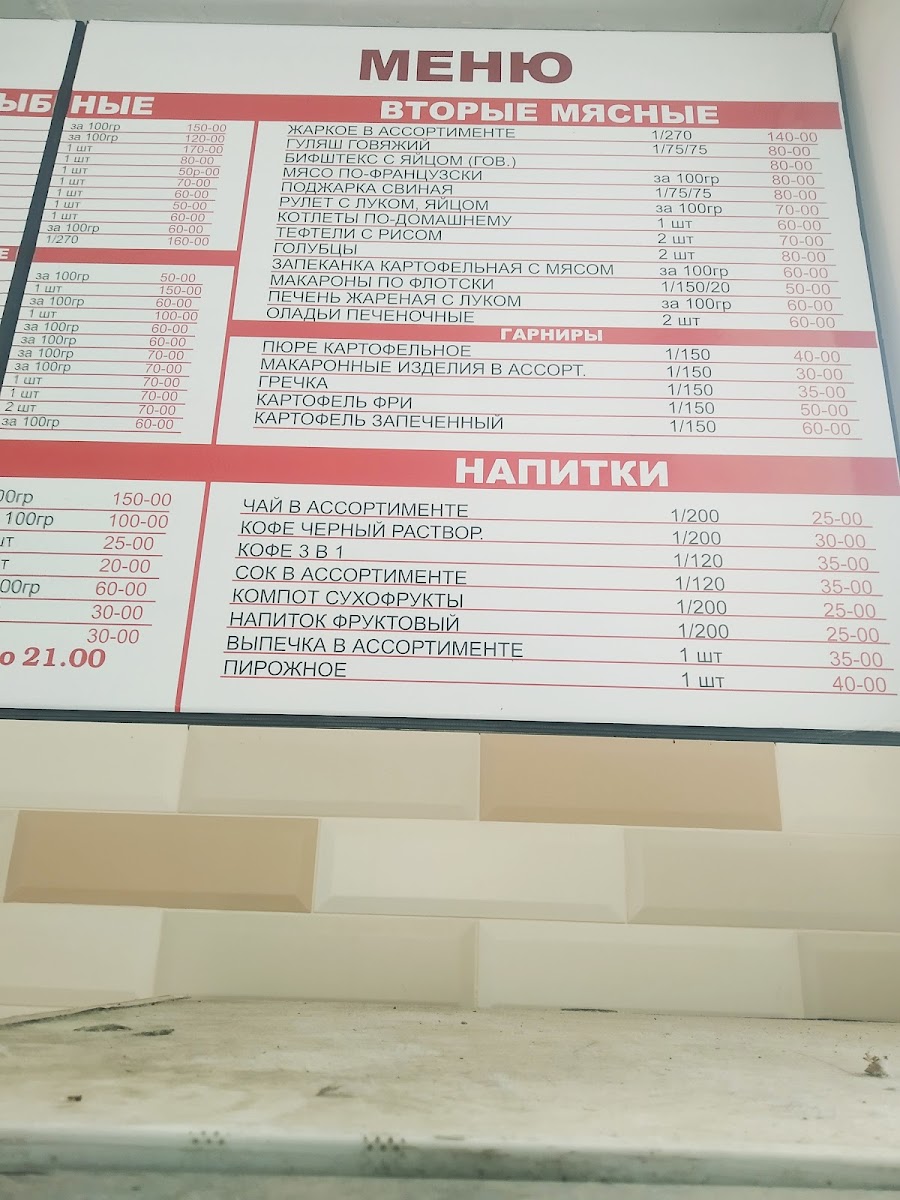 МЕНЮ
ЫБНЫЕ
за 100гр 150-00
за 100гр 120-00
1 шт 170-00
1 шт 80-00
1 шт 50р-00
1 шт 70-00
1 шт 60-00
1 шт 50-00
1 шт 60-00
за 100гр 60-00
1/270 160-00
Е
за 100гр 50-00
1 шт 150-00
за 100гр 60-00
1 шт 100-00
за 100гр 60-00
за 100гр 60-00
за 100гр 70-00
за 100гр 70-00
1 шт 70-00
1 шт 70-00
2 шт 70-00
за 100гр 60-00
00гр 150-00
100гр 100-00
шт 25-00
т 20-00
00гр 60-00
30-00
30-00
о 21.00
ВТОРЫЕ МЯСНЫЕ
ЖАРКОЕ В АССОРТИМЕНТЕ 1/270 140-00
ГУЛЯШ ГОВЯЖИЙ 1/75/75 80-00
БИФШТЕКС С ЯЙЦОМ (ГОВ.) 80-00
МЯСО ПО-ФРАНЦУЗСКИ за 100гр 80-00
ПОДЖАРКА СВИНАЯ 1/75/75 80-00
РУЛЕТ С ЛУКОМ, ЯЙЦОМ за 100гр 70-00
КОТЛЕТЫ ПО-ДОМАШНЕМУ 1 шт 60-00
ТЕФТЕЛИ С РИСОМ 2 шт 70-00
ГОЛУБЦЫ 2 шт 80-00
ЗАПЕКАНКА КАРТОФЕЛЬНАЯ С МЯСОМ за 100гр 60-00
МАКАРОНЫ ПО ФЛОТСКИ 1/150/20 50-00
ПЕЧЕНЬ ЖАРЕНАЯ С ЛУКОМ за 100гр 60-00
ОЛАДЬИ ПЕЧЕНОЧНЫЕ 2 шт 60-00
ГАРНИРЫ
ПЮРЕ КАРТОФЕЛЬНОЕ 1/150 40-00
МАКАРОННЫЕ ИЗДЕЛИЯ В АССОРТ. 1/150 30-00
ГРЕЧКА 1/150 35-00
КАРТОФЕЛЬ ФРИ 1/150 50-00
КАРТОФЕЛЬ ЗАПЕЧЕННЫЙ 1/150 60-00
НАПИТКИ
ЧАЙ В АССОРТИМЕНТЕ 1/200 25-00
КОФЕ ЧЕРНЫЙ РАСТВОР. 1/200 30-00
КОФЕ 3 В 1 1/120 35-00
СОК В АССОРТИМЕНТЕ 1/120 35-00
КОМПОТ СУХОФРУКТЫ 1/200 25-00
НАПИТОК ФРУКТОВЫЙ 1/200 25-00
ВЫПЕЧКА В АССОРТИМЕНТЕ 1 шт 35-00
ПИРОЖНОЕ 1 шт 40-00